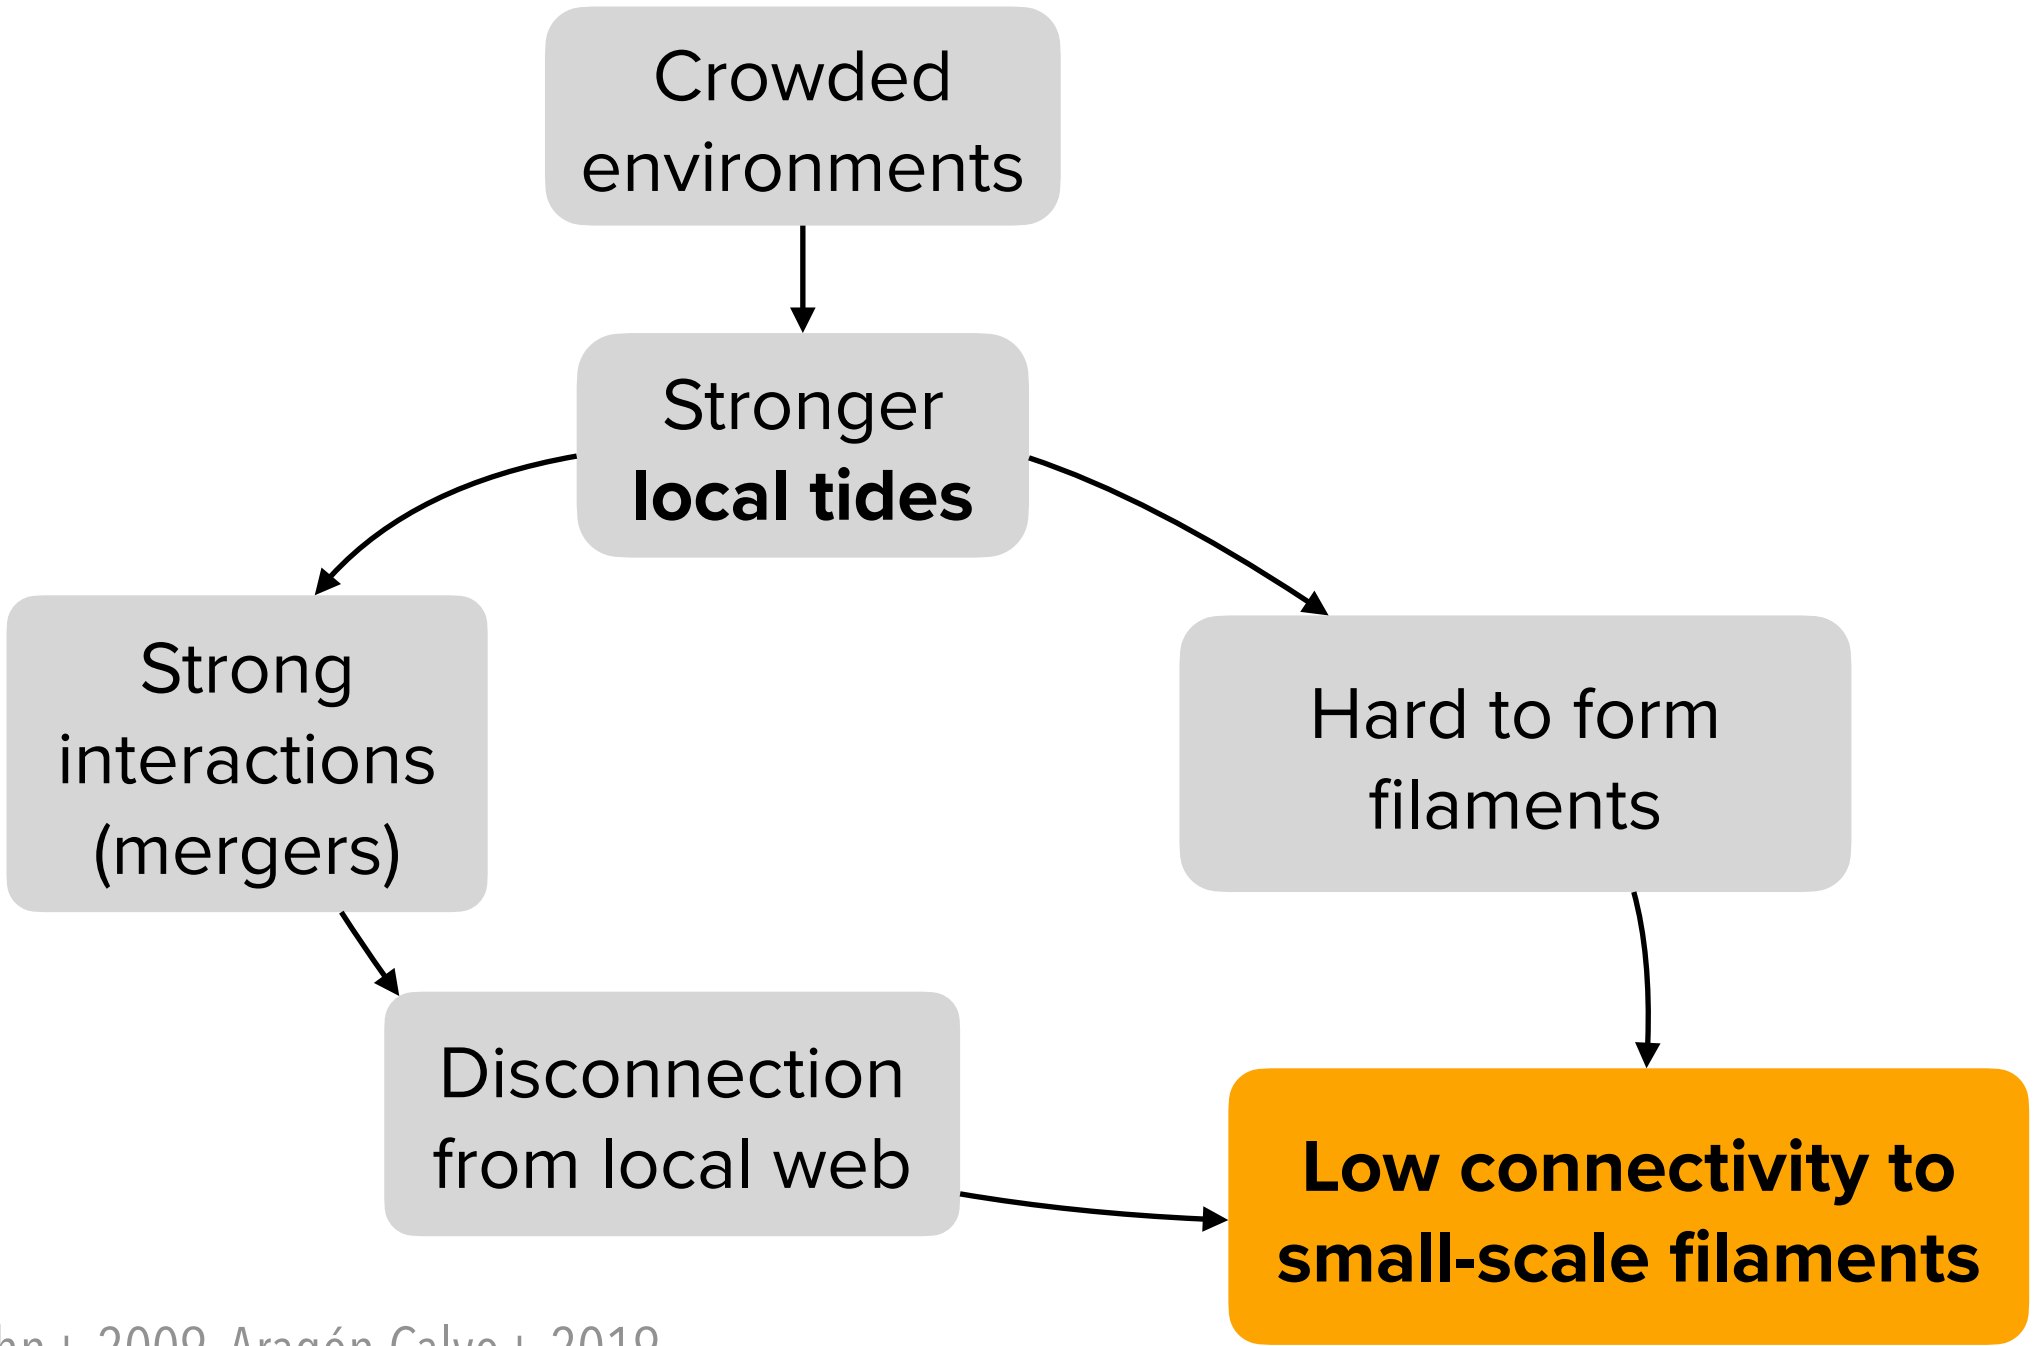 Crowded
environments
Stronger
local tides
Strong
interactions
(mergers)
Hard to form
filaments
Disconnection
from local web
Low connectivity to
small-scale filaments
2009, Aragón Calvo+ 2019